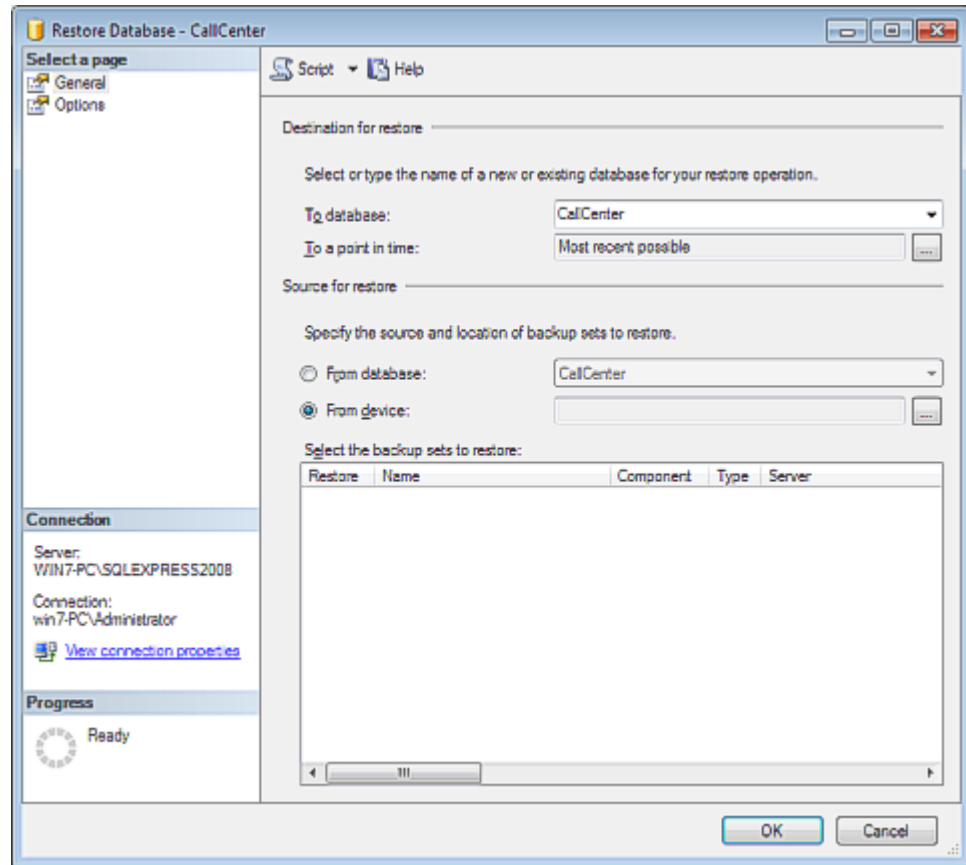 Restore Database - CallCenter
Select a page
General
Options
Script Help
Destination for restore
Select or type the name of a new or existing database for your restore operation.
To database: CallCenter
To a point in time: Most recent possible ...
Source for restore
Specify the source and location of backup sets to restore.
From database: CallCenter
From device: ...
Select the backup sets to restore:
Restore Name Component Type Server
Connection
Server:
WIN7-PC\SQLEXPRESS2008
Connection:
win7-PC\Administrator
View connection properties
Progress
Ready
OK Cancel